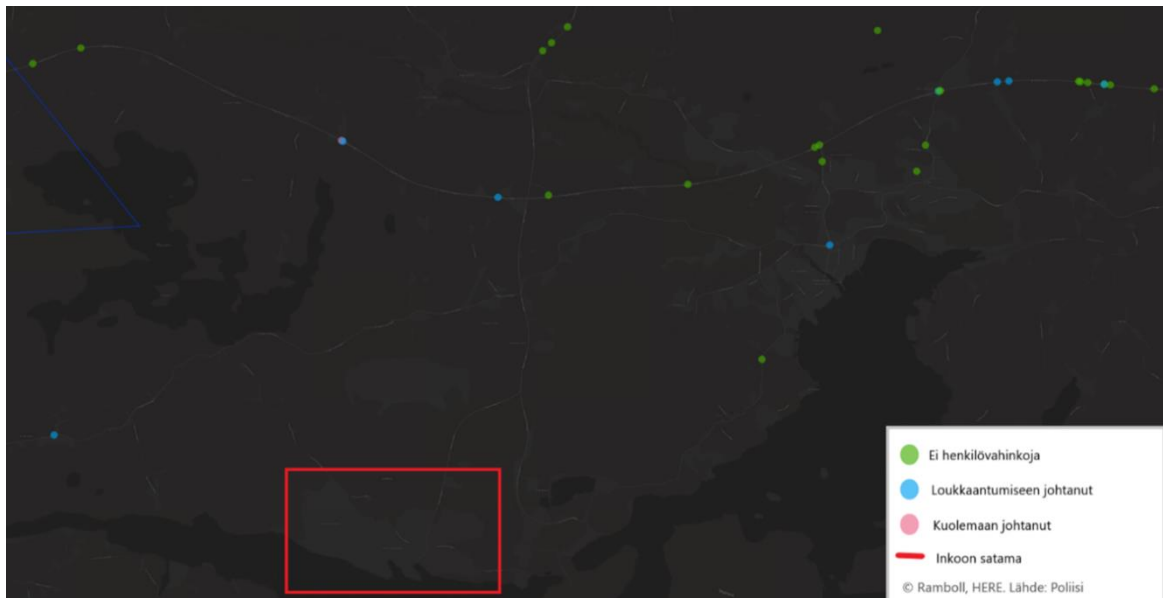 Ei henkilövahinkoja
Loukkaantumiseen johtanut
Kuolemaan johtanut
Inkoon satama
© Ramboll, HERE. Lähde: Poliisi